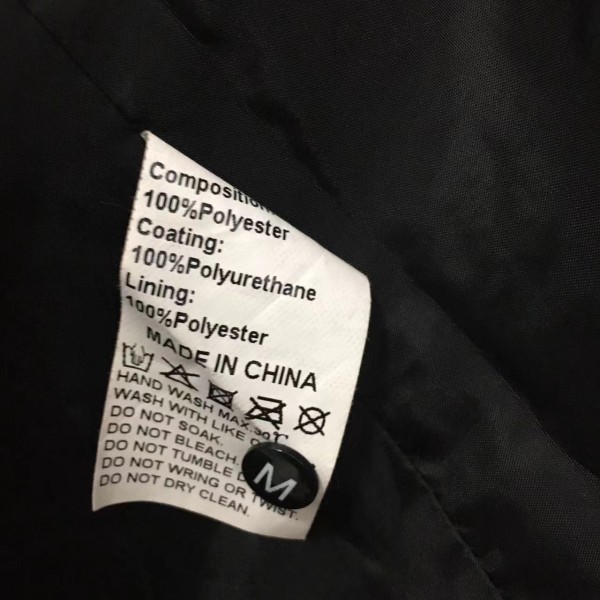 100%Polyester
Coating:
100%Polyurethane
Lining:
100%Polyester
MADE IN CHINA
HAND WASH MAX.30℃
WASH WITH LIKE
DO NOT SOAK.
DO NOT BLEACH.
DO NOT TUMBLE
DO NOT WRING OR TWIST.
DO NOT DRY CLEAN.
M